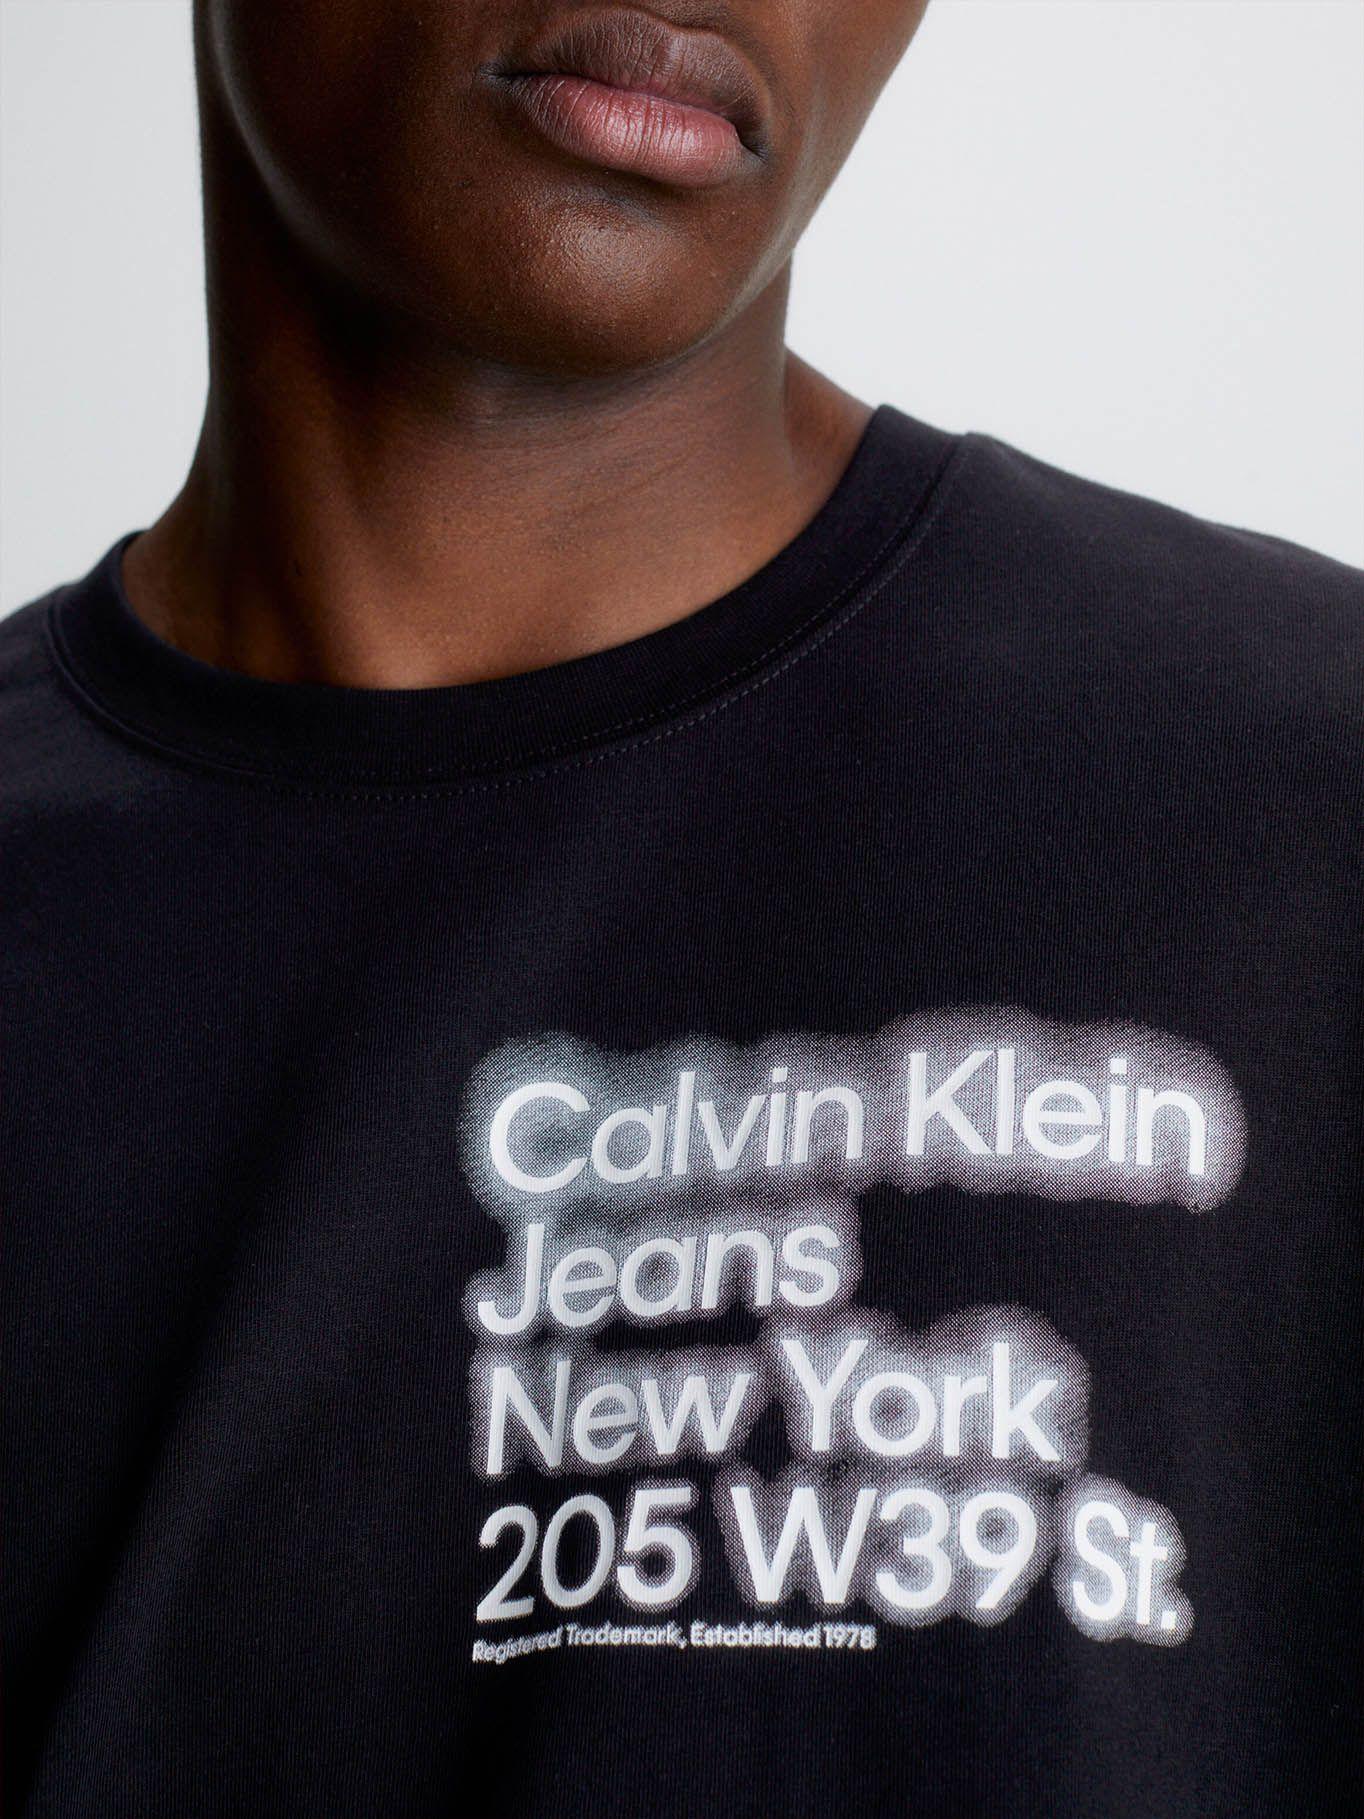 Calvin Klein
Jeans
New York
205 W39 St.
Registered Trademark, Established 1978